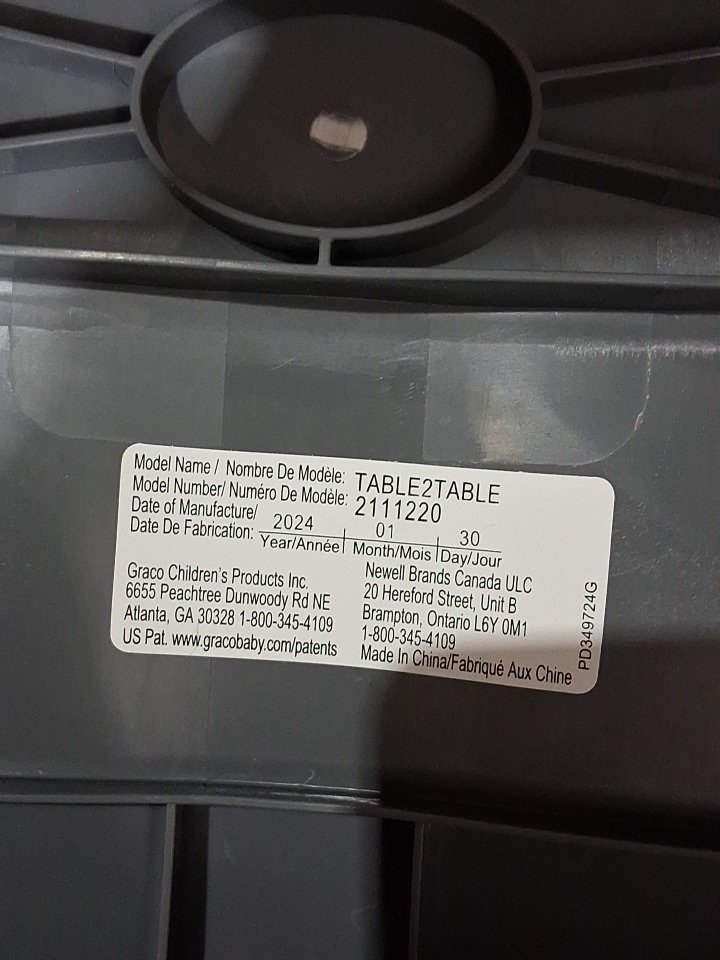 Model Name / Nombre De Modèle: TABLE2TABLE
Model Number/ Numéro De Modèle: 2111220
Date of Manufacture/
Date De Fabrication: 2024 01 30
Year/Année Month/Mois Day/Jour
Graco Children's Products Inc.
6655 Peachtree Dunwoody Rd NE
Atlanta, GA 30328 1-800-345-4109
US Pat. www.gracobaby.com/patents
Newell Brands Canada ULC
20 Hereford Street, Unit B
Brampton, Ontario L6Y 0M1
1-800-345-4109
Made In China/Fabriqué Aux Chine
PD349724G